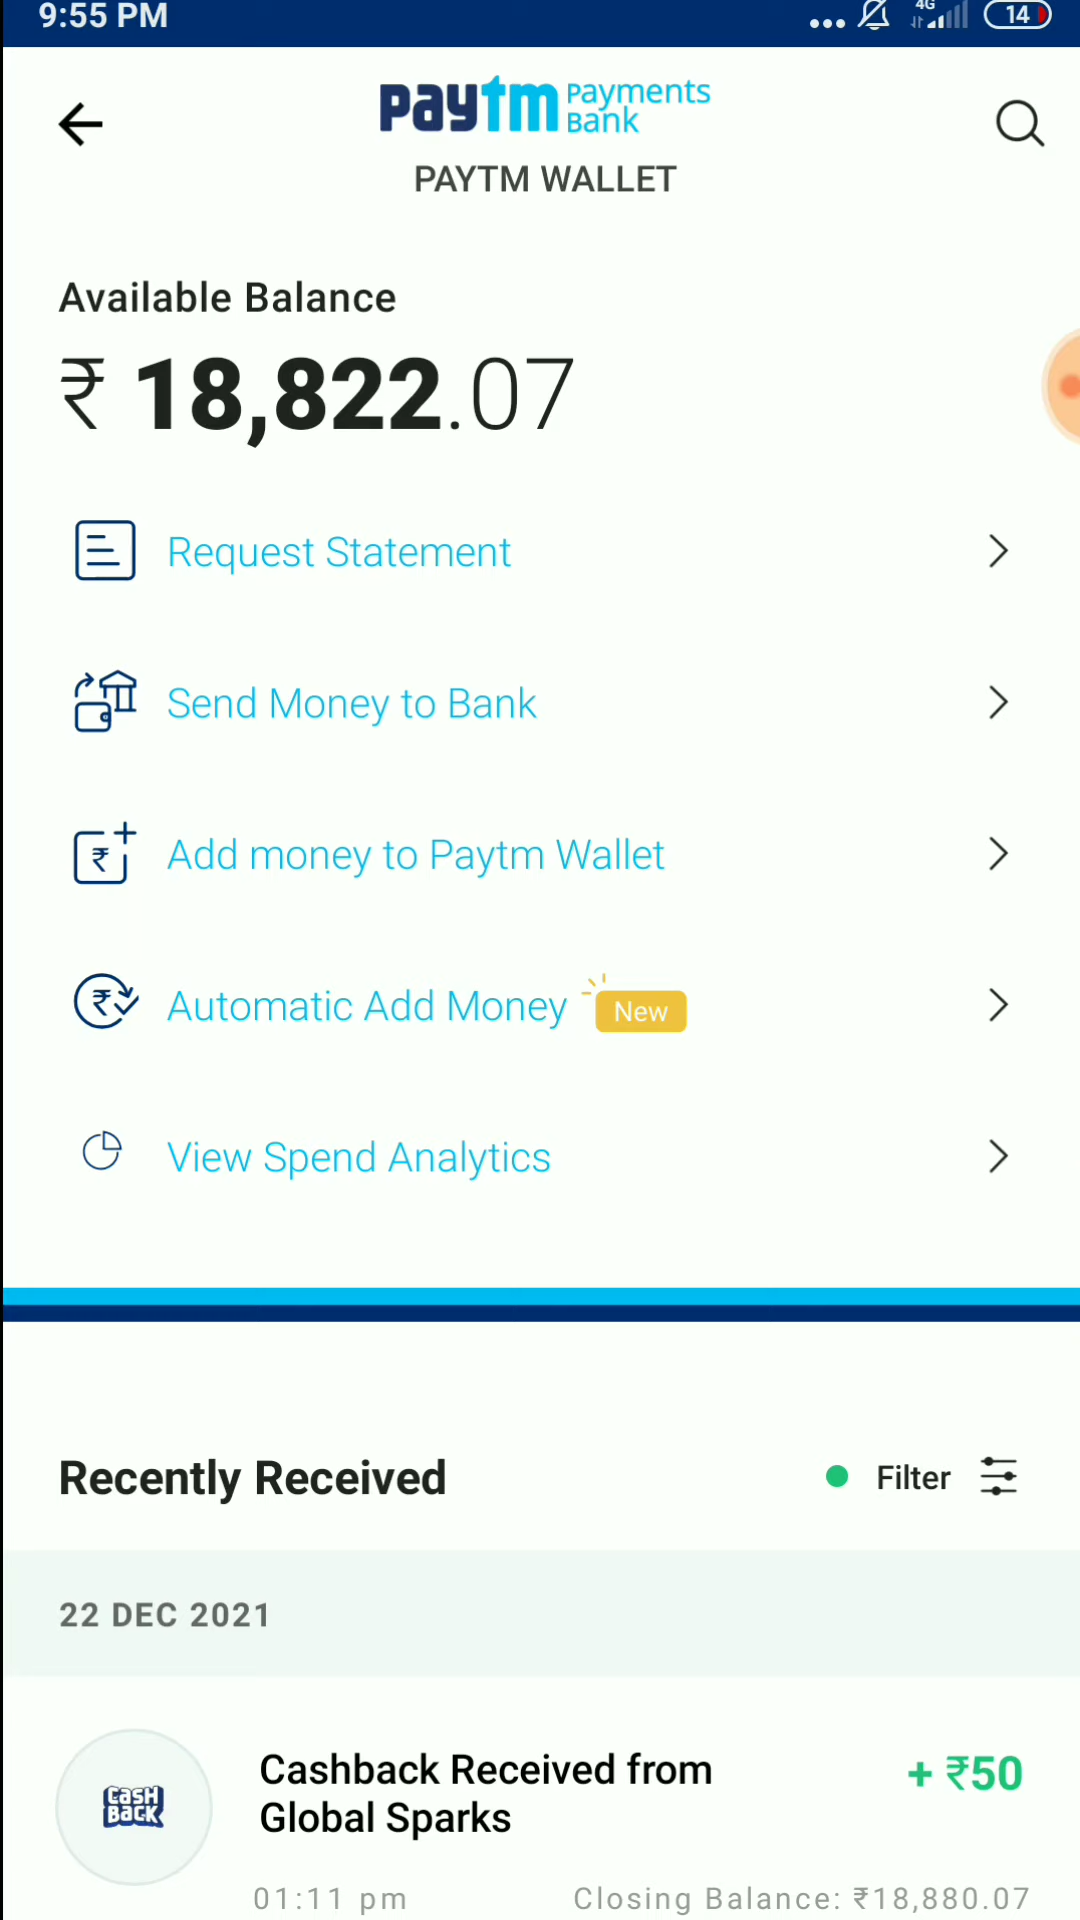 9:55 PM
4G
14
paytm Payments
Bank
PAYTM WALLET
Available Balance
₹ 18,822.07
Request Statement
Send Money to Bank
₹
Add money to Paytm Wallet
₹
Automatic Add Money New
View Spend Analytics
Recently Received
Filter
22 DEC 2021
CASH
BACK
Cashback Received from
+ ₹50
Global Sparks
01:11 pm
Closing Balance: ₹18,880.07